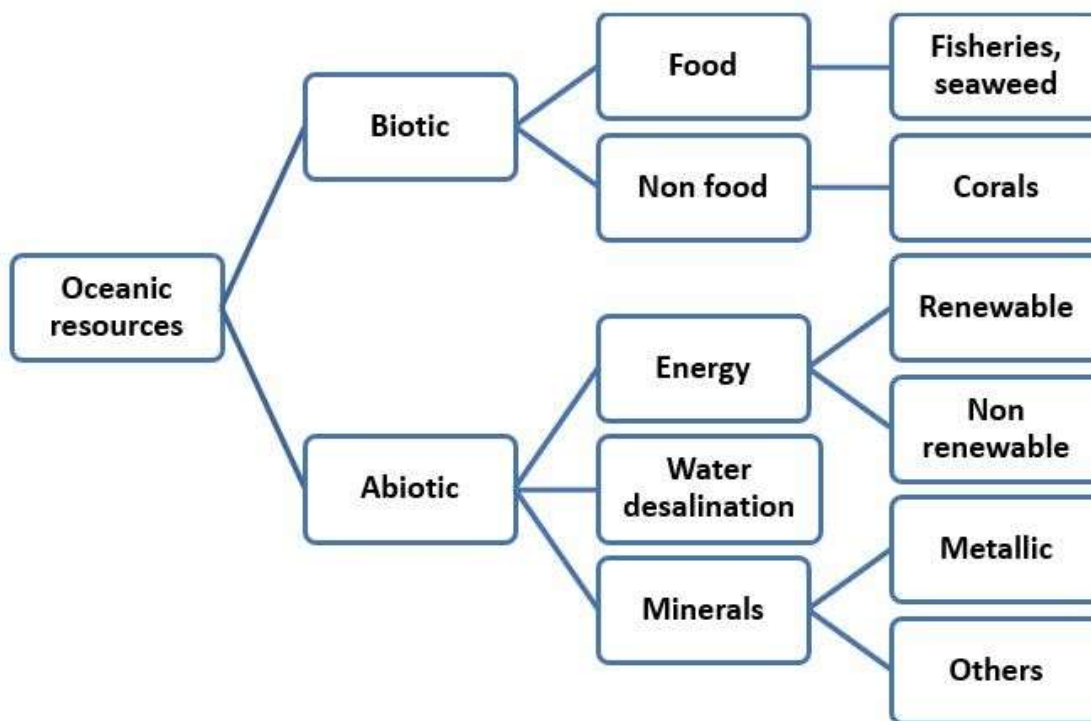 Oceanic
resources
Biotic
Food
Fisheries,
seaweed
Non food
Corals
Abiotic
Energy
Renewable
Non
renewable
Water
desalination
Minerals
Metallic
Others